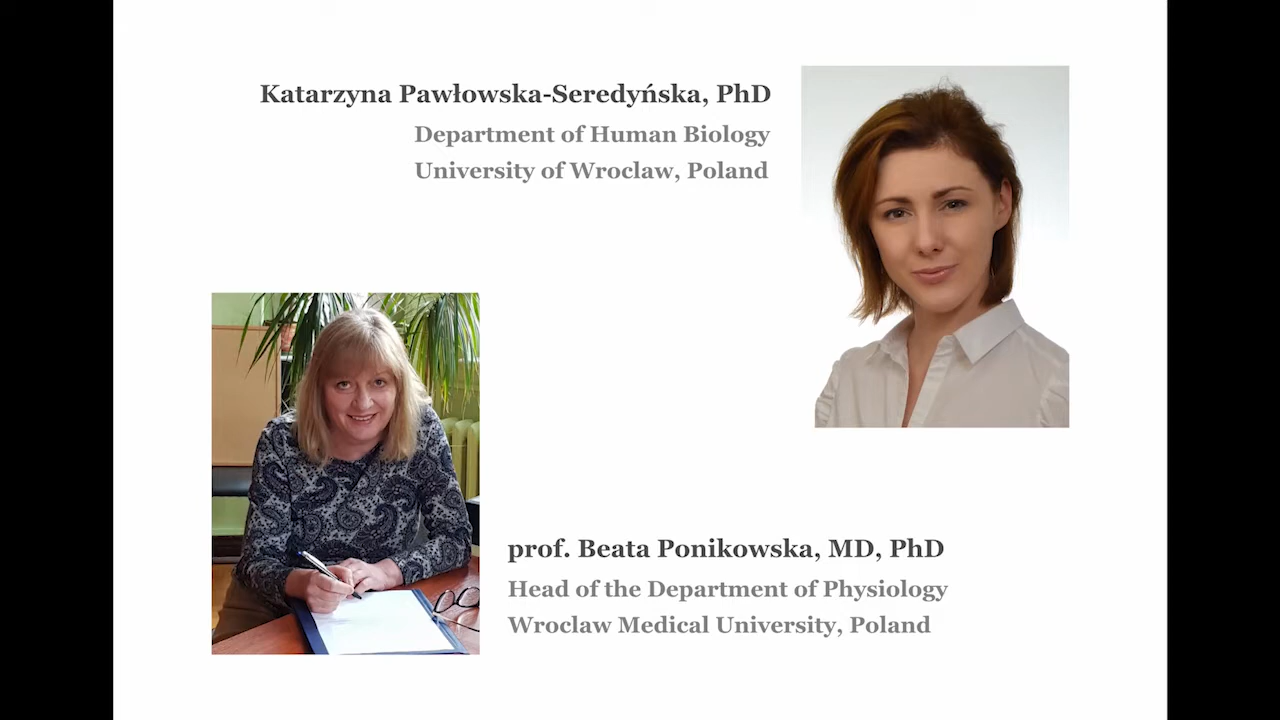 Katarzyna Pawłowska-Seredyńska, PhD
Department of Human Biology
University of Wroclaw, Poland
prof. Beata Ponikowska, MD, PhD
Head of the Department of Physiology
Wroclaw Medical University, Poland